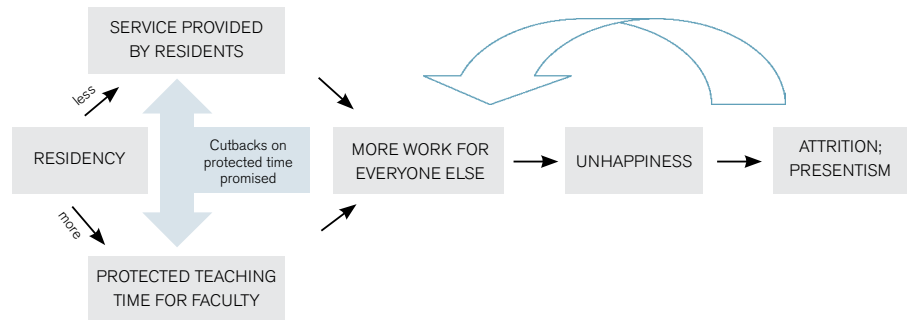 SERVICE PROVIDED
BY RESIDENTS
less
RESIDENCY
Cutbacks on
protected time
promised
MORE WORK FOR
EVERYONE ELSE
UNHAPPINESS
ATTRITION;
PRESENTISM
more
PROTECTED TEACHING
TIME FOR FACULTY